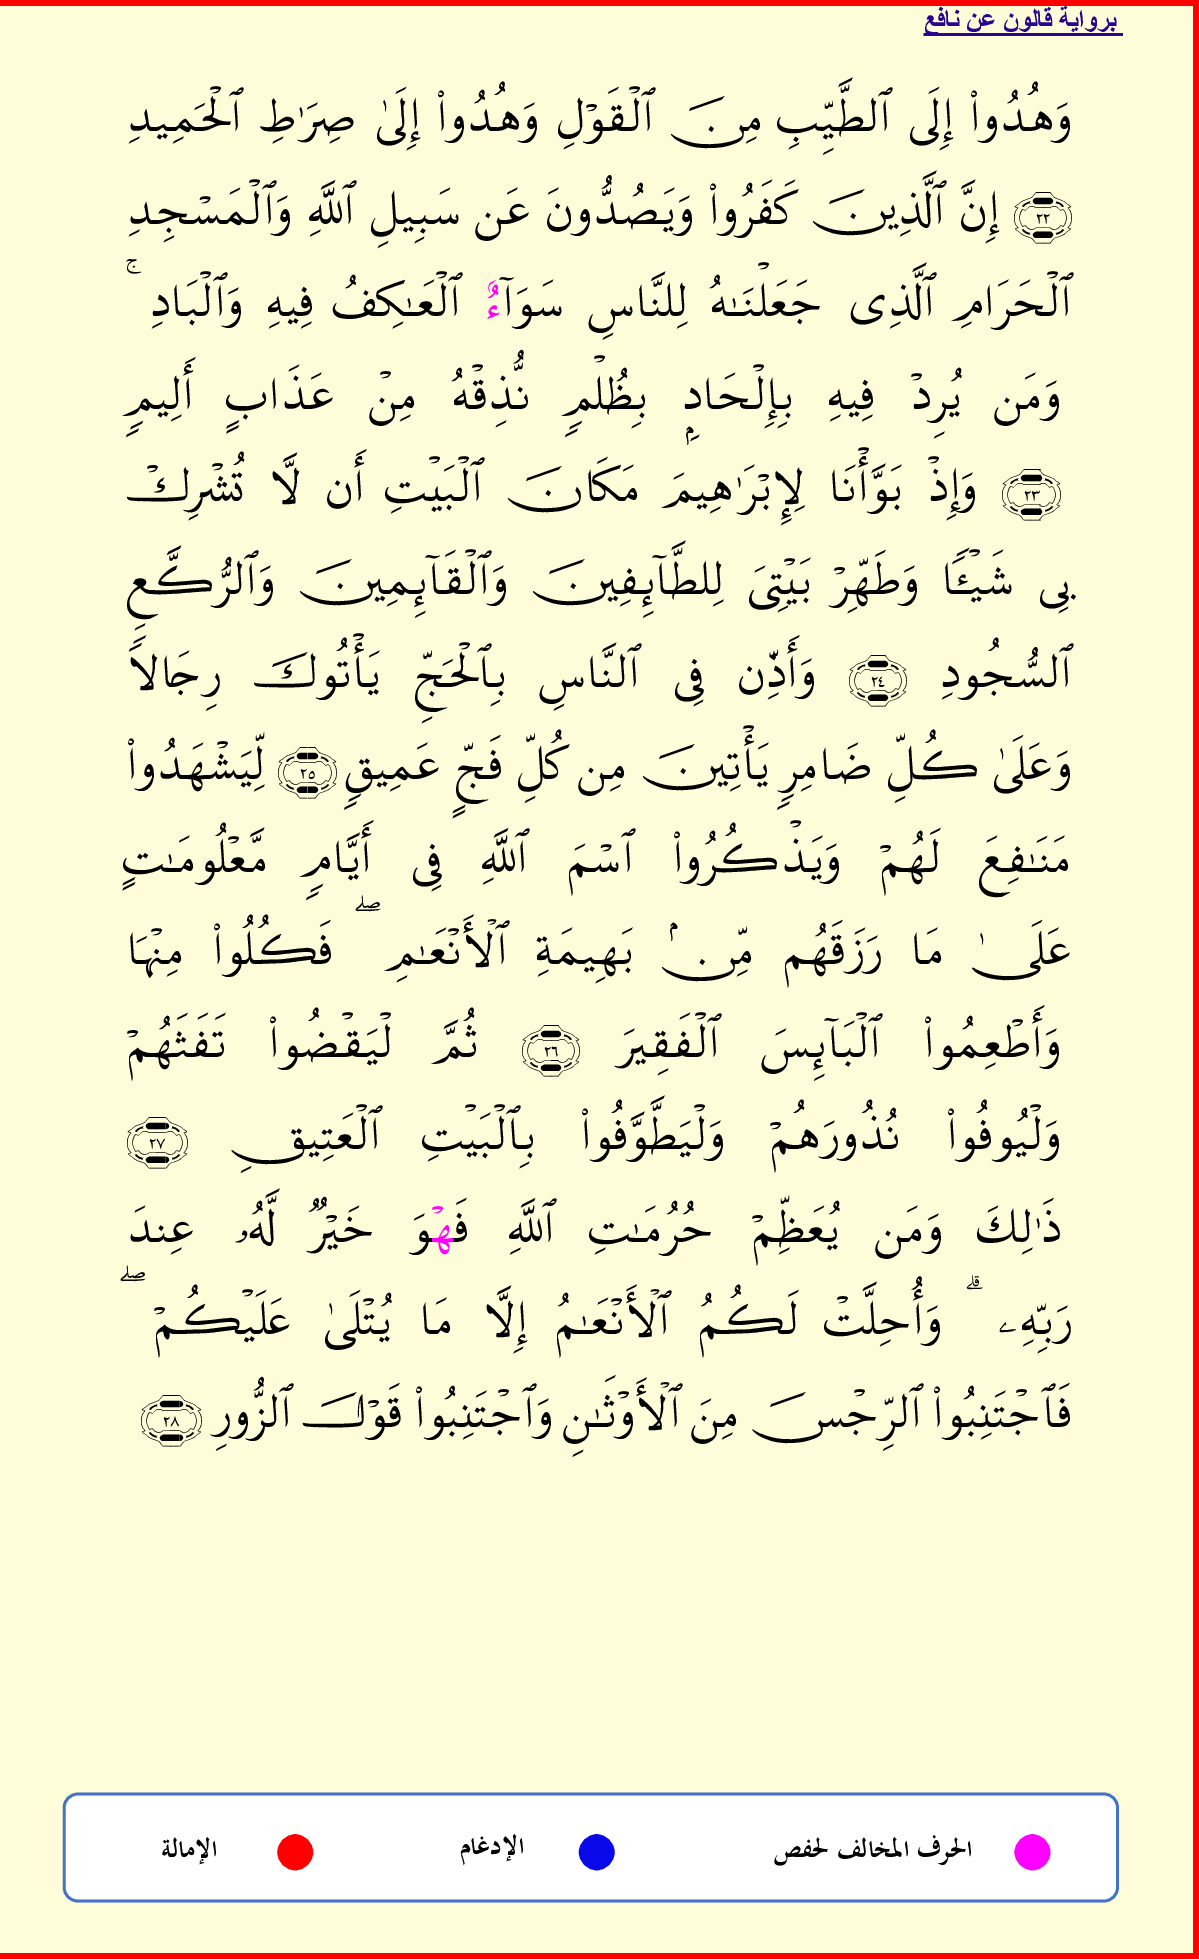 برواية قالون عن نافع
وَهُدُوٓاْ إِلَى ٱلطَّيِّبِ مِنَ ٱلۡقَوۡلِ وَهُدُوٓاْ إِلَىٰ صِرَٰطِ ٱلۡحَمِيدِ
٢٢ إِنَّ ٱلَّذِينَ كَفَرُواْ وَيَصُدُّونَ عَن سَبِيلِ ٱللَّهِ وَٱلۡمَسۡجِدِ
ٱلۡحَرَامِ ٱلَّذِى جَعَلۡنَٰهُ لِلنَّاسِ سَوَآءٌ ٱلۡعَٰكِفُ فِيهِ وَٱلۡبَادِ ۚ
وَمَن يُرِدۡ فِيهِ بِإِلۡحَادِۭ بِظُلۡمٍ نُّذِقۡهُ مِنۡ عَذَابٍ أَلِيمٍ
٢٣ وَإِذۡ بَوَّأۡنَا لِإِبۡرَٰهِيمَ مَكَانَ ٱلۡبَيۡتِ أَن لَّا تُشۡرِكۡ
بِى شَيۡـًٔا وَطَهِّرۡ بَيۡتِىَ لِلطَّآئِفِينَ وَٱلۡقَآئِمِينَ وَٱلرُّكَّعِ
ٱلسُّجُودِ ٢٤ وَأَذِّن فِى ٱلنَّاسِ بِٱلۡحَجِّ يَأۡتُوكَ رِجَالاً
وَعَلَىٰ كُلِّ ضَامِرٍ يَأۡتِينَ مِن كُلِّ فَجٍّ عَمِيقٍ ٢٥ لِّيَشۡهَدُواْ
مَنَٰفِعَ لَهُمۡ وَيَذۡكُرُواْ ٱسۡمَ ٱللَّهِ فِى أَيَّامٍ مَّعۡلُومَٰتٍ
عَلَىٰ مَا رَزَقَهُم مِّنۢ بَهِيمَةِ ٱلۡأَنۡعَٰمِ ۖ فَكُلُواْ مِنۡهَا
وَأَطۡعِمُواْ ٱلۡبَآئِسَ ٱلۡفَقِيرَ ٢٦ ثُمَّ لۡيَقۡضُواْ تَفَثَهُمۡ
وَلۡيُوفُواْ نُذُورَهُمۡ وَلۡيَطَّوَّفُواْ بِٱلۡبَيۡتِ ٱلۡعَتِيقِ ٢٧
ذَٰلِكَ وَمَن يُعَظِّمۡ حُرُمَٰتِ ٱللَّهِ فَهۡوَ خَيۡرٌ لَّهُۥ عِندَ
رَبِّهِۦ ۗ وَأُحِلَّتۡ لَكُمُ ٱلۡأَنۡعَٰمُ إِلَّا مَا يُتۡلَىٰ عَلَيۡكُمۡ ۖ
فَٱجۡتَنِبُواْ ٱلرِّجۡسَ مِنَ ٱلۡأَوۡثَٰنِ وَٱجۡتَنِبُواْ قَوۡلَ ٱلزُّورِ ٢٨
الحرف المخالف لحفص الإدغام الإمالة